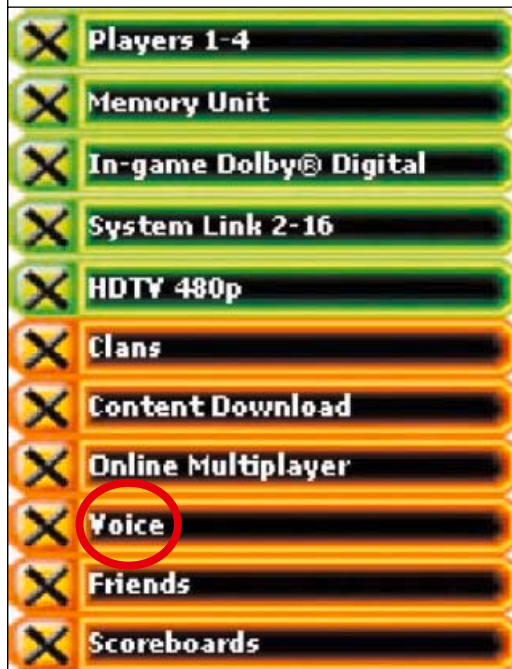 Players 1-4
Memory Unit
In-game Dolby® Digital
System Link 2-16
HDTV 480p
Clans
Content Download
Online Multiplayer
Voice
Friends
Scoreboards